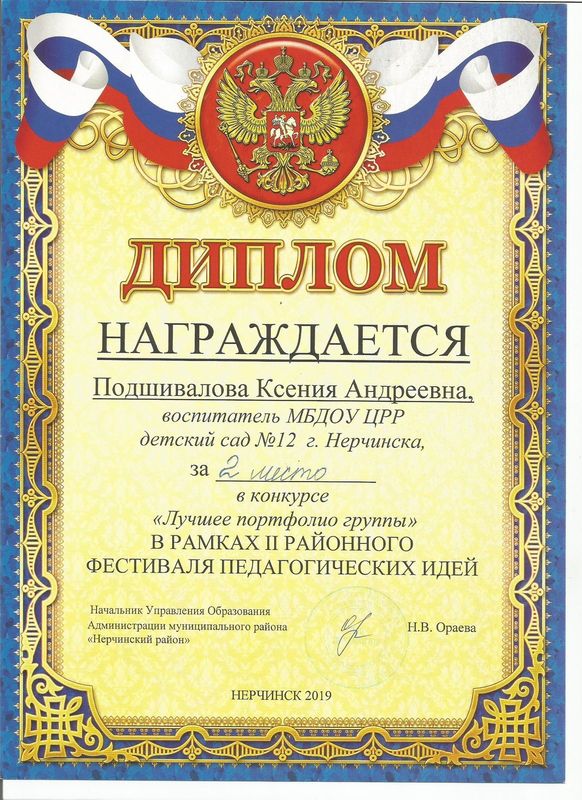 ДИПЛОМ
НАГРАЖДАЕТСЯ
Подшивалова Ксения Андреевна,
воспитатель МБДОУ ЦРР
детский сад №12 г. Нерчинска,
за 2 место
в конкурсе
«Лучшее портфолио группы»
В РАМКАХ II РАЙОННОГО
ФЕСТИВАЛЯ ПЕДАГОГИЧЕСКИХ ИДЕЙ
Начальник Управления Образования
Администрации муниципального района
«Нерчинский район»
Н.В. Ораева
НЕРЧИНСК 2019